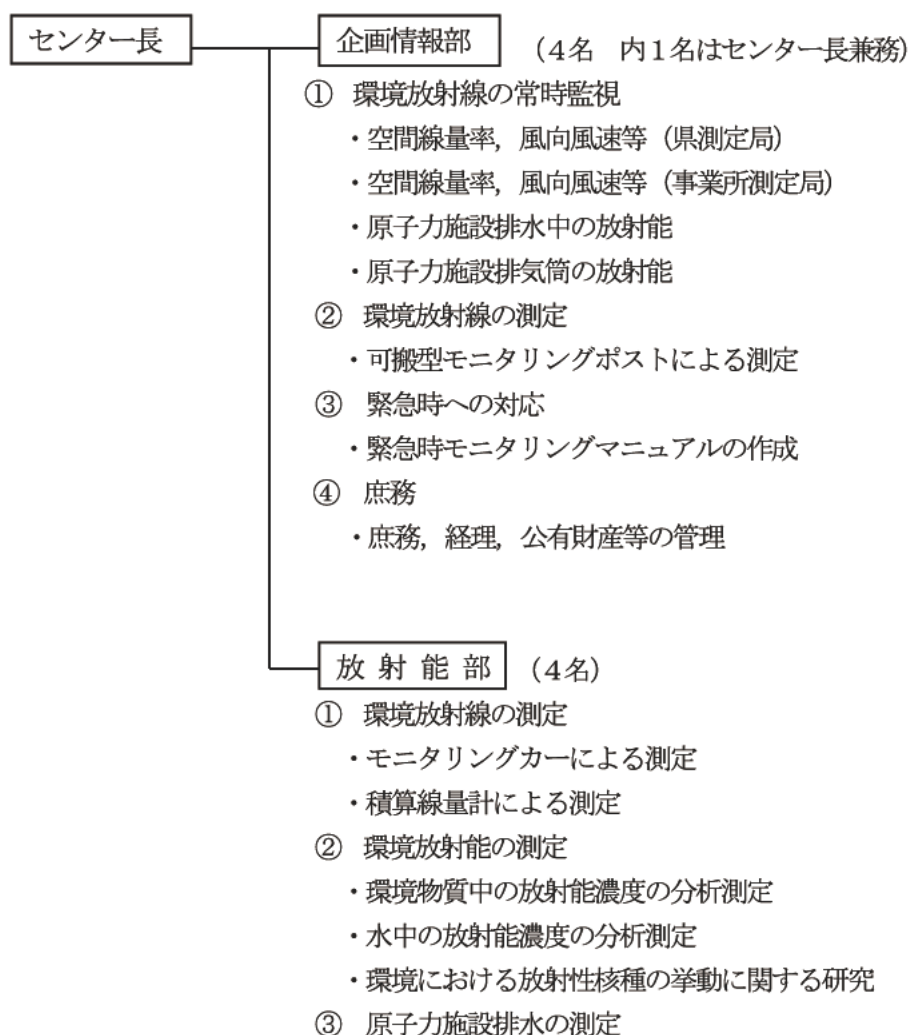 センター長
企画情報部 (4名 内1名はセンター長兼務)
① 環境放射線の常時監視
・空間線量率，風向風速等（県測定局）
・空間線量率，風向風速等（事業所測定局）
・原子力施設排水中の放射能
・原子力施設排気筒の放射能
② 環境放射線の測定
・可搬型モニタリングポストによる測定
③ 緊急時への対応
・緊急時モニタリングマニュアルの作成
④ 庶務
・庶務，経理，公有財産等の管理
放 射 能 部 (4名)
① 環境放射線の測定
・モニタリングカーによる測定
・積算線量計による測定
② 環境放射能の測定
・環境物質中の放射能濃度の分析測定
・水中の放射能濃度の分析測定
・環境における放射性核種の挙動に関する研究
③ 原子力施設排水の測定